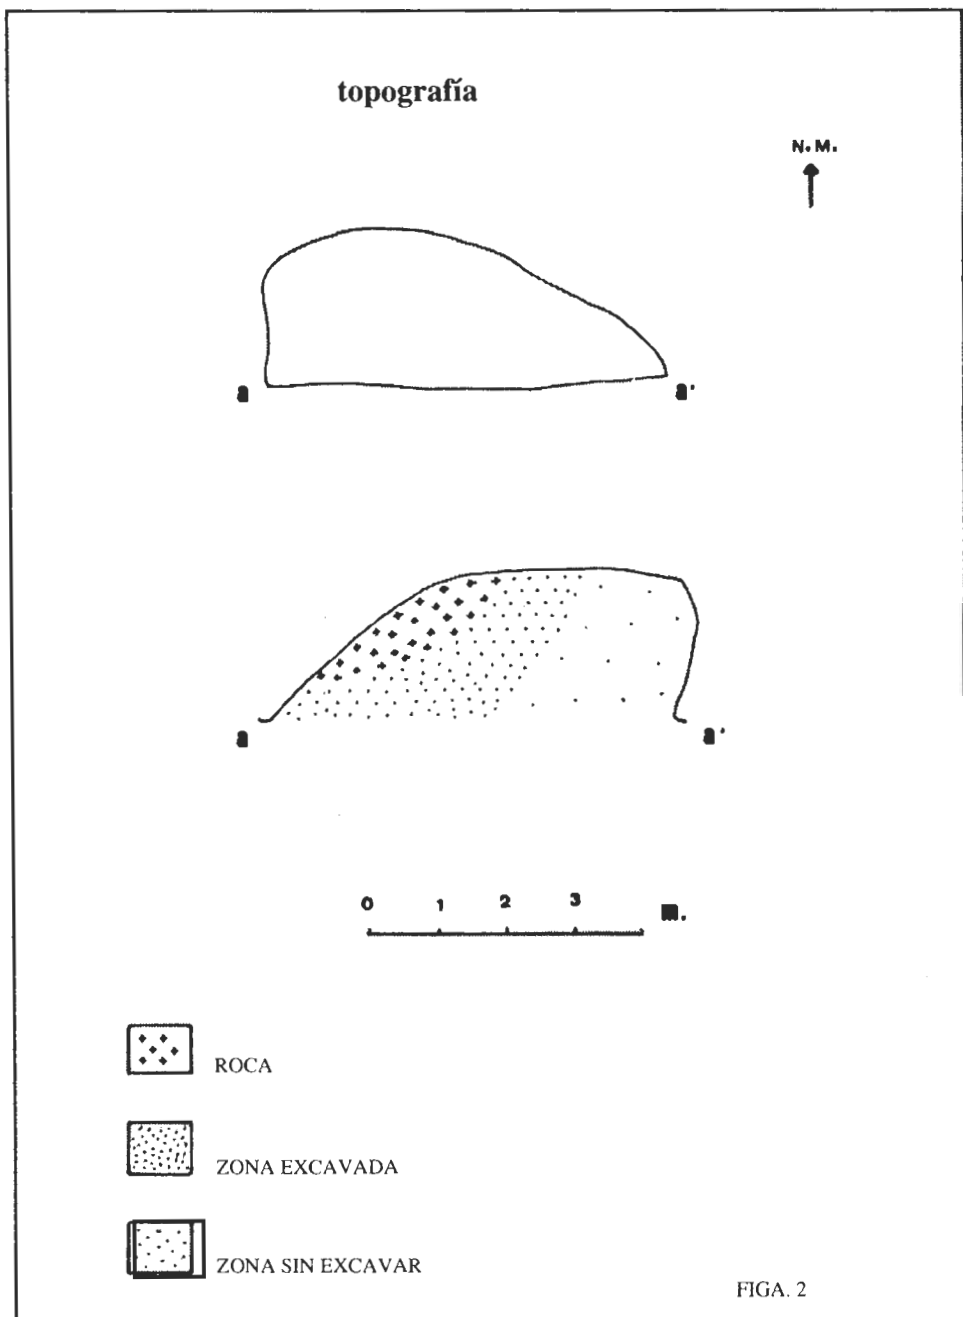 topografía
N.M.
a a'
a a'
0 1 2 3 m.
ROCA
ZONA EXCAVADA
ZONA SIN EXCAVAR
FIGA. 2